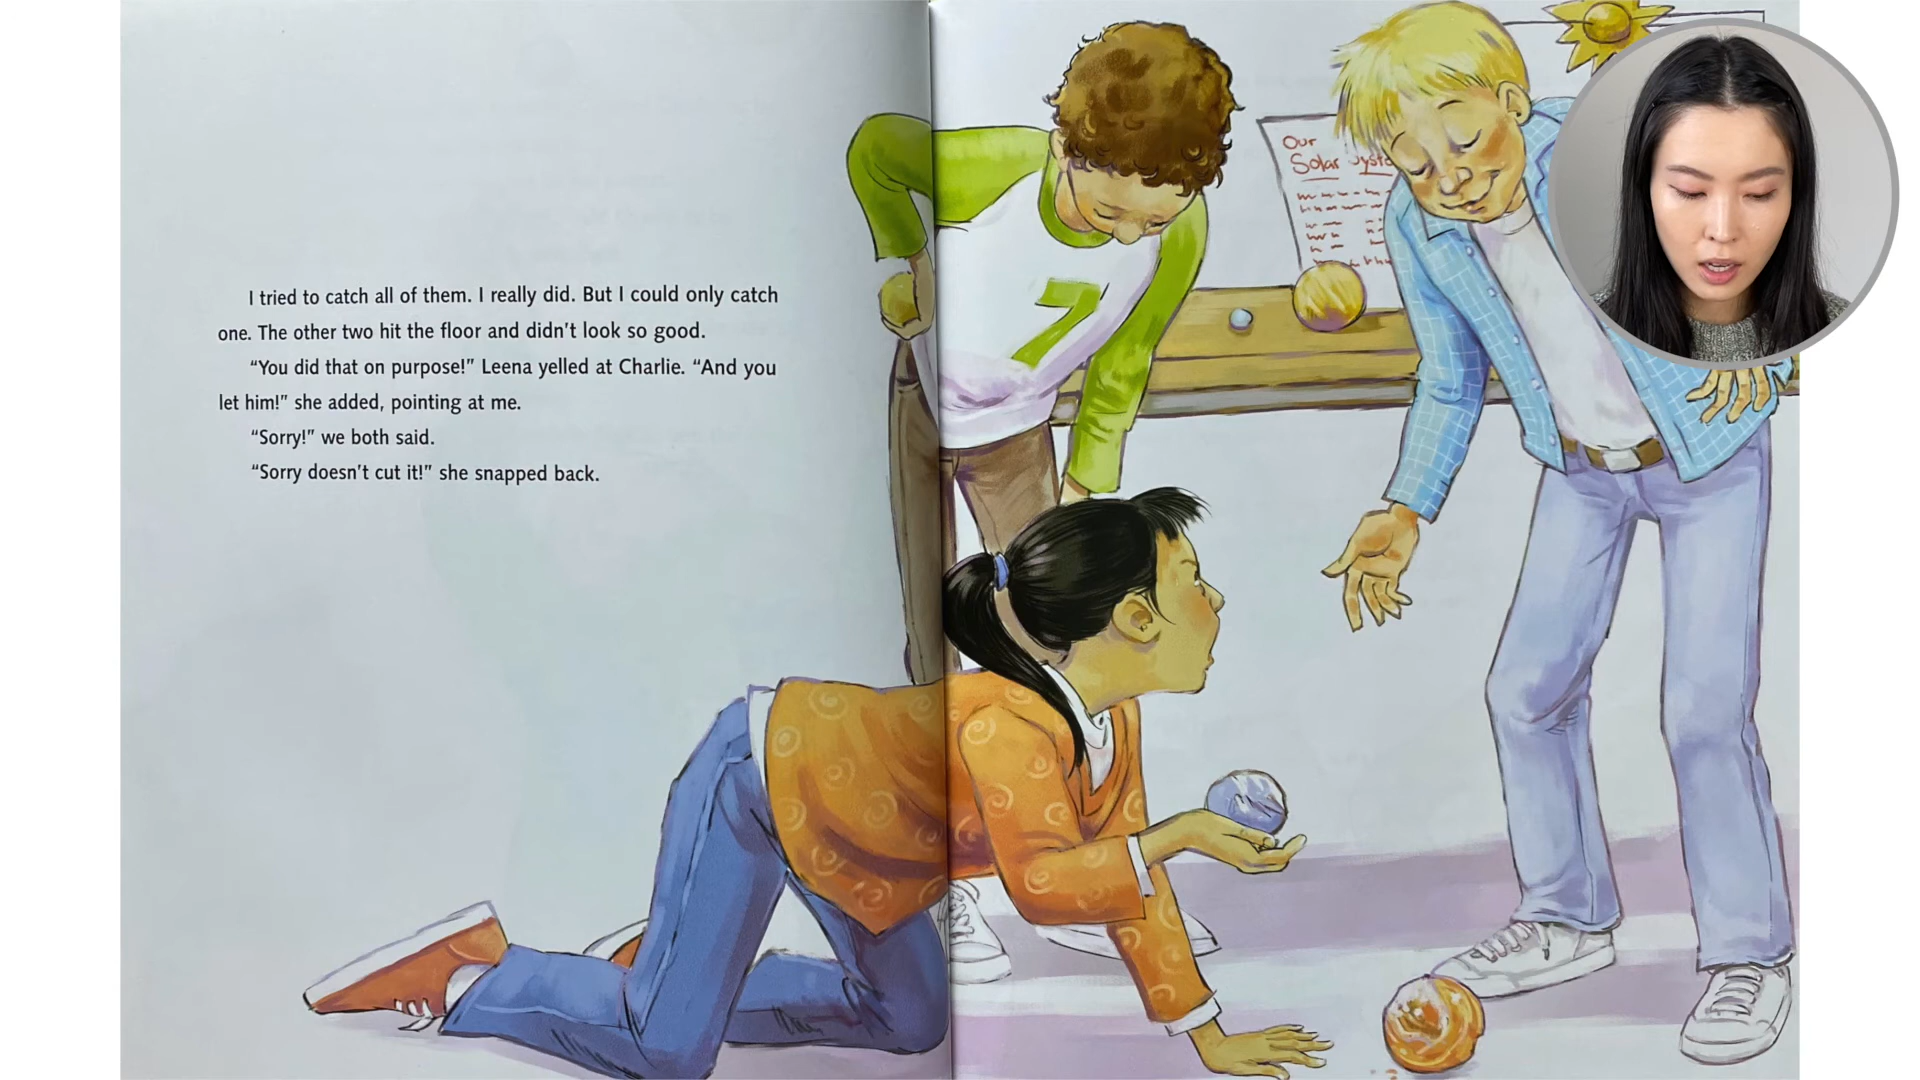 I tried to catch all of them. I really did. But I could only catch
one. The other two hit the floor and didn't look so good.
“You did that on purpose!” Leena yelled at Charlie. “And you
let him!” she added, pointing at me.
“Sorry!” we both said.
“Sorry doesn't cut it!” she snapped back.
7
Our
Solar Syste